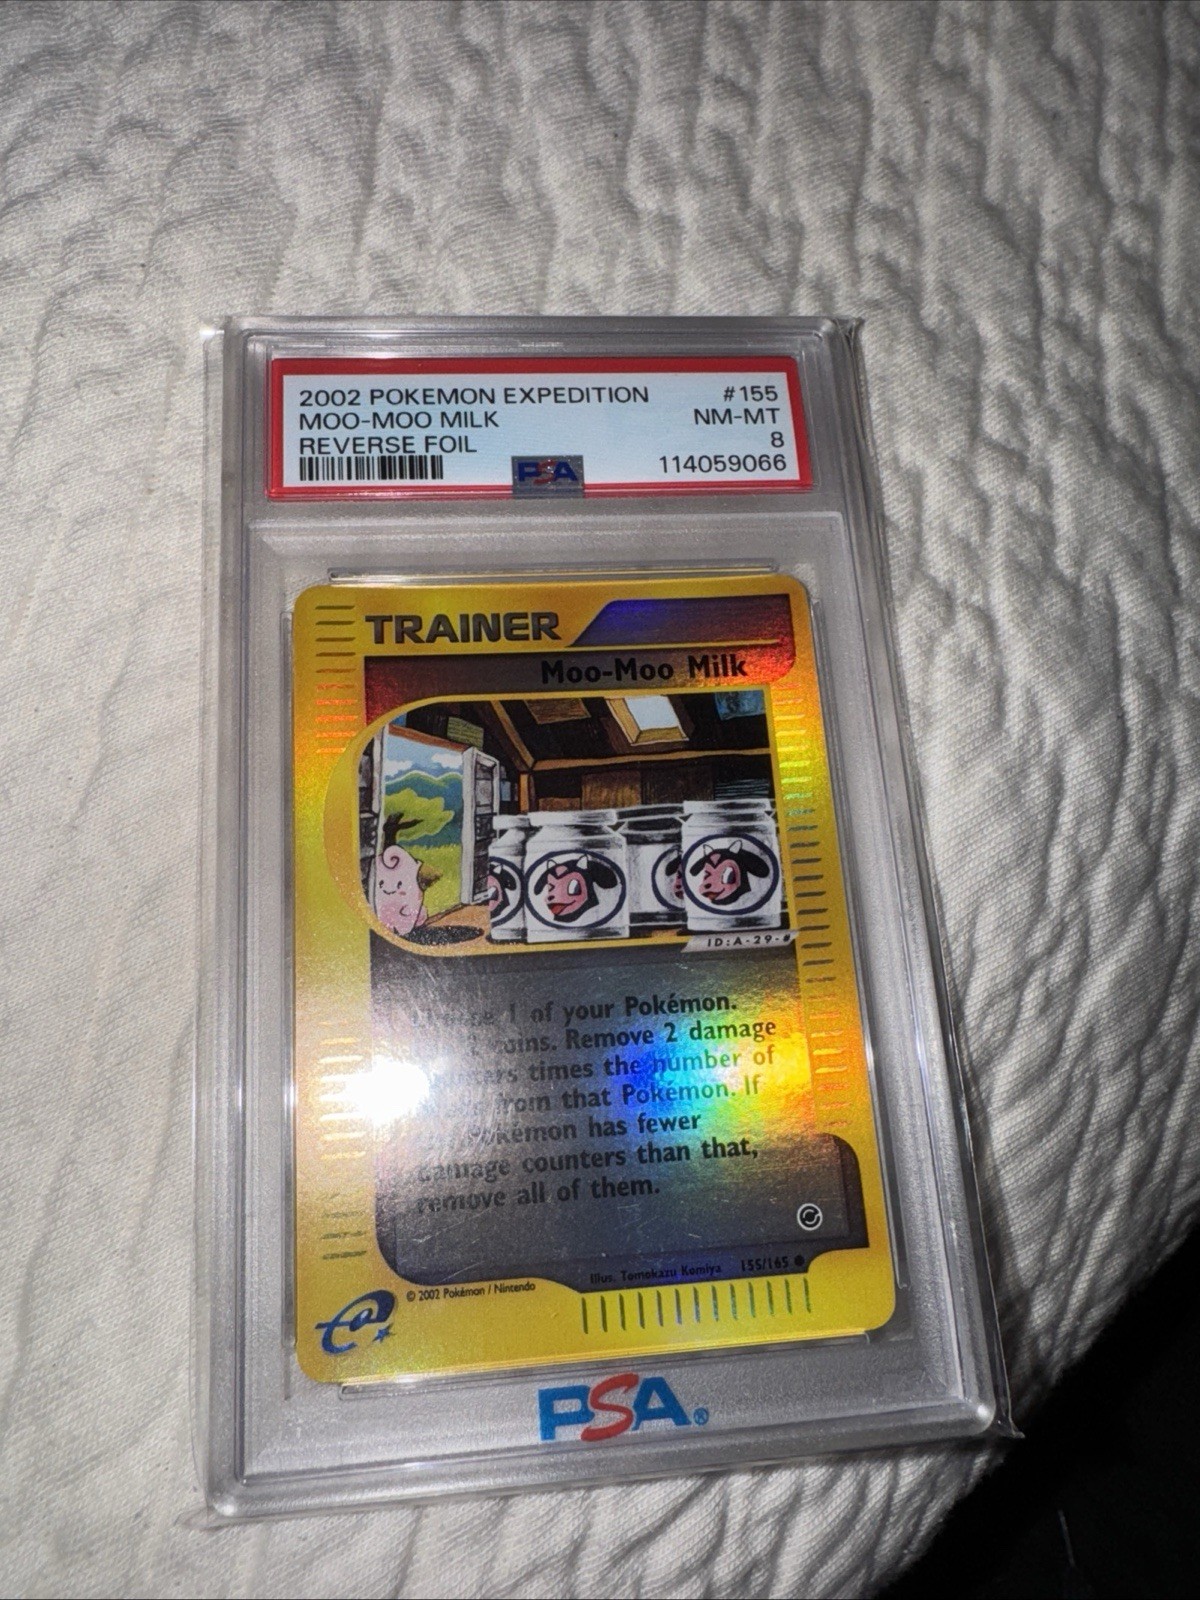 2002 POKEMON EXPEDITION #155
MOO-MOO MILK NM-MT
REVERSE FOIL 8
PSA 114059066
TRAINER
Moo-Moo Milk
ID:A-29-#
1 of your Pokémon.
coins. Remove 2 damage
times the number of
from that Pokémon. If
Pokémon has fewer
damage counters than that,
remove all of them.
Illus. Tomokazu Komiya 155/165 ●
© 2002 Pokémon / Nintendo
e
PSA®